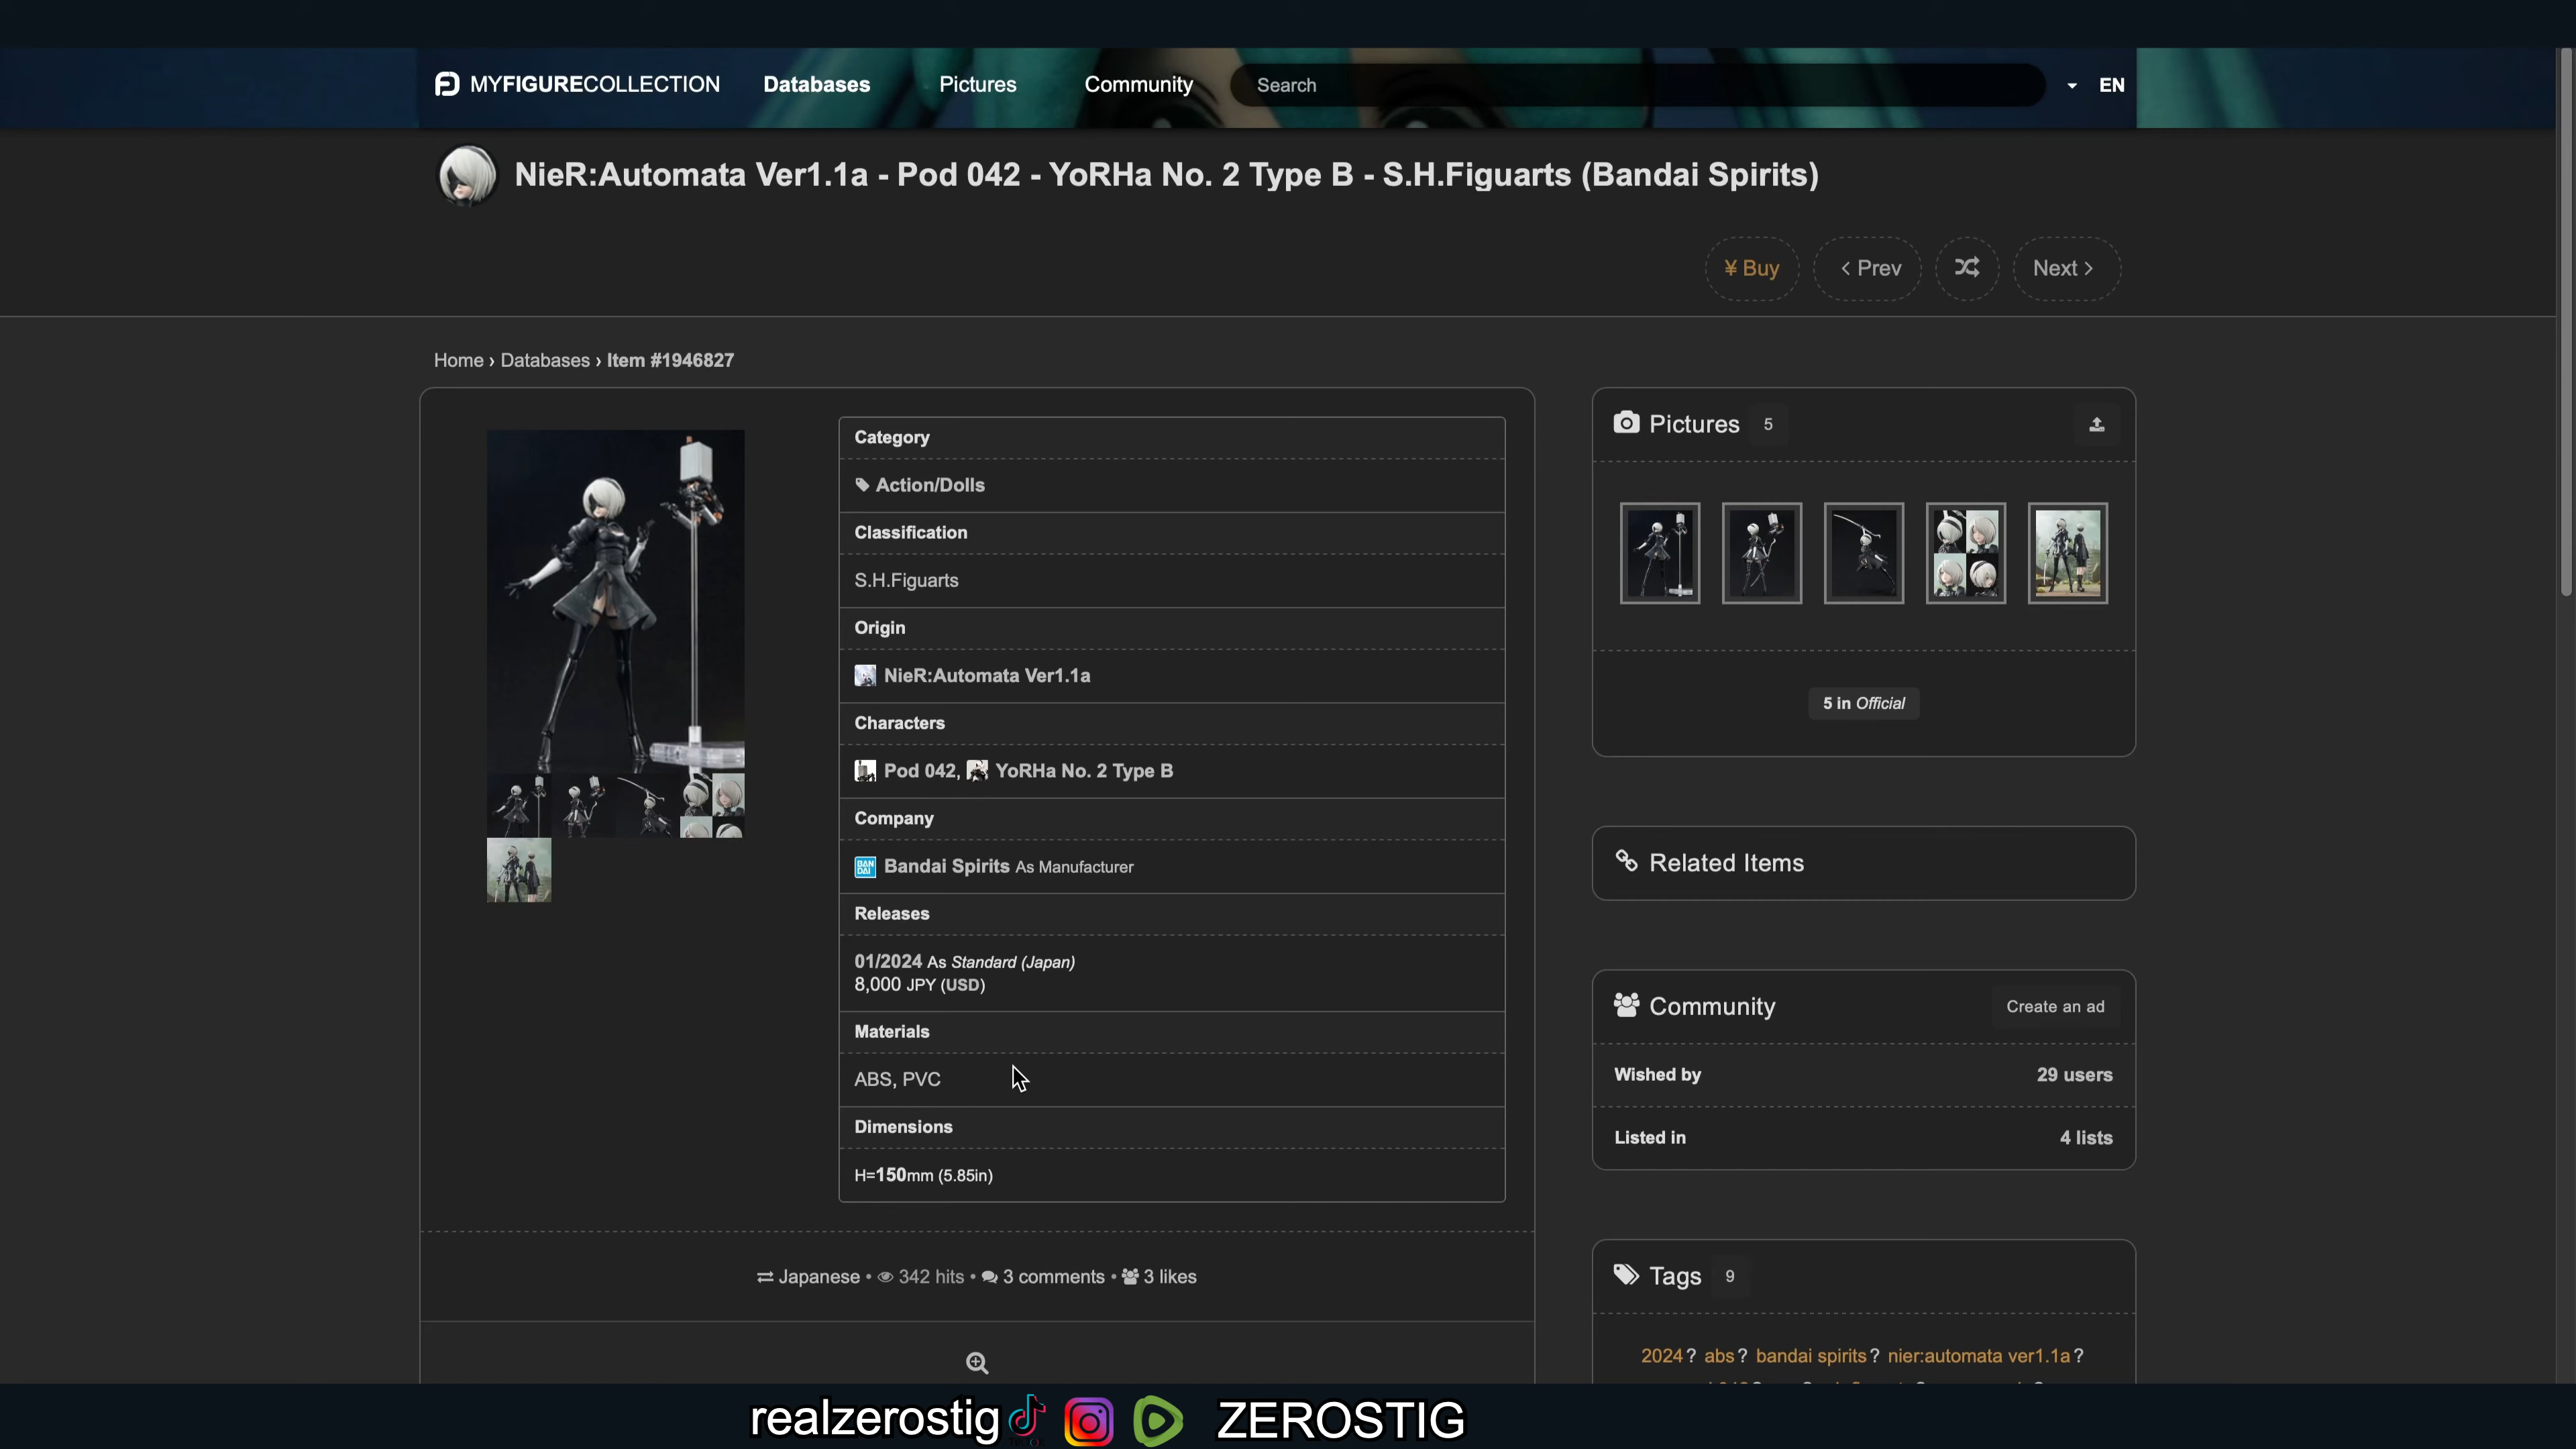 MYFIGURECOLLECTION
Databases
Pictures
Community
Search
EN
NieR:Automata Ver1.1a - Pod 042 - YoRHa No. 2 Type B - S.H.Figuarts (Bandai Spirits)
¥ Buy
Prev
Next
Home › Databases › Item #1946827
Category
Action/Dolls
Classification
S.H.Figuarts
Origin
NieR:Automata Ver1.1a
Characters
Pod 042, YoRHa No. 2 Type B
Company
BAN
DAI
Bandai Spirits As Manufacturer
Releases
01/2024 As Standard (Japan)
8,000 JPY (USD)
Materials
ABS, PVC
Dimensions
H=150mm (5.85in)
Japanese • 342 hits • 3 comments • 3 likes
Pictures 5
5 in Official
Related Items
Community
Create an ad
Wished by 29 users
Listed in 4 lists
Tags 9
2024? abs? bandai spirits? nier:automata ver1.1a?
realzerostig
ZEROSTIG